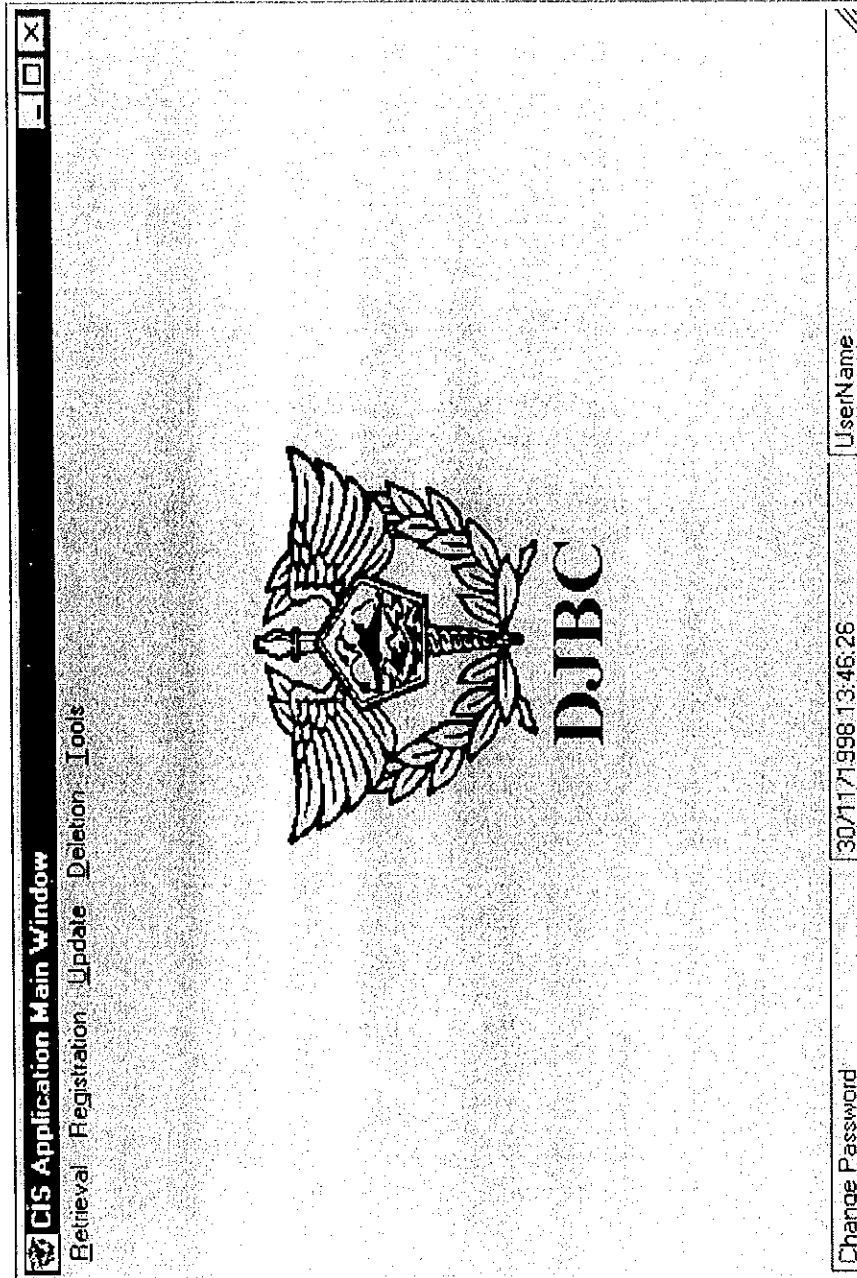 CIS Application Main Window
Retrieval Registration Update Deletion Tools
DJBC
Change Password 30/11/1998 13:46:26 UserName